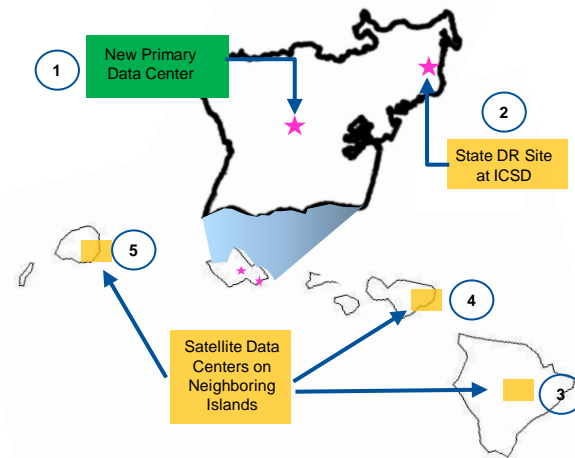 1
New Primary
Data Center
2
State DR Site
at ICSD
5
4
Satellite Data
Centers on
Neighboring
Islands
3